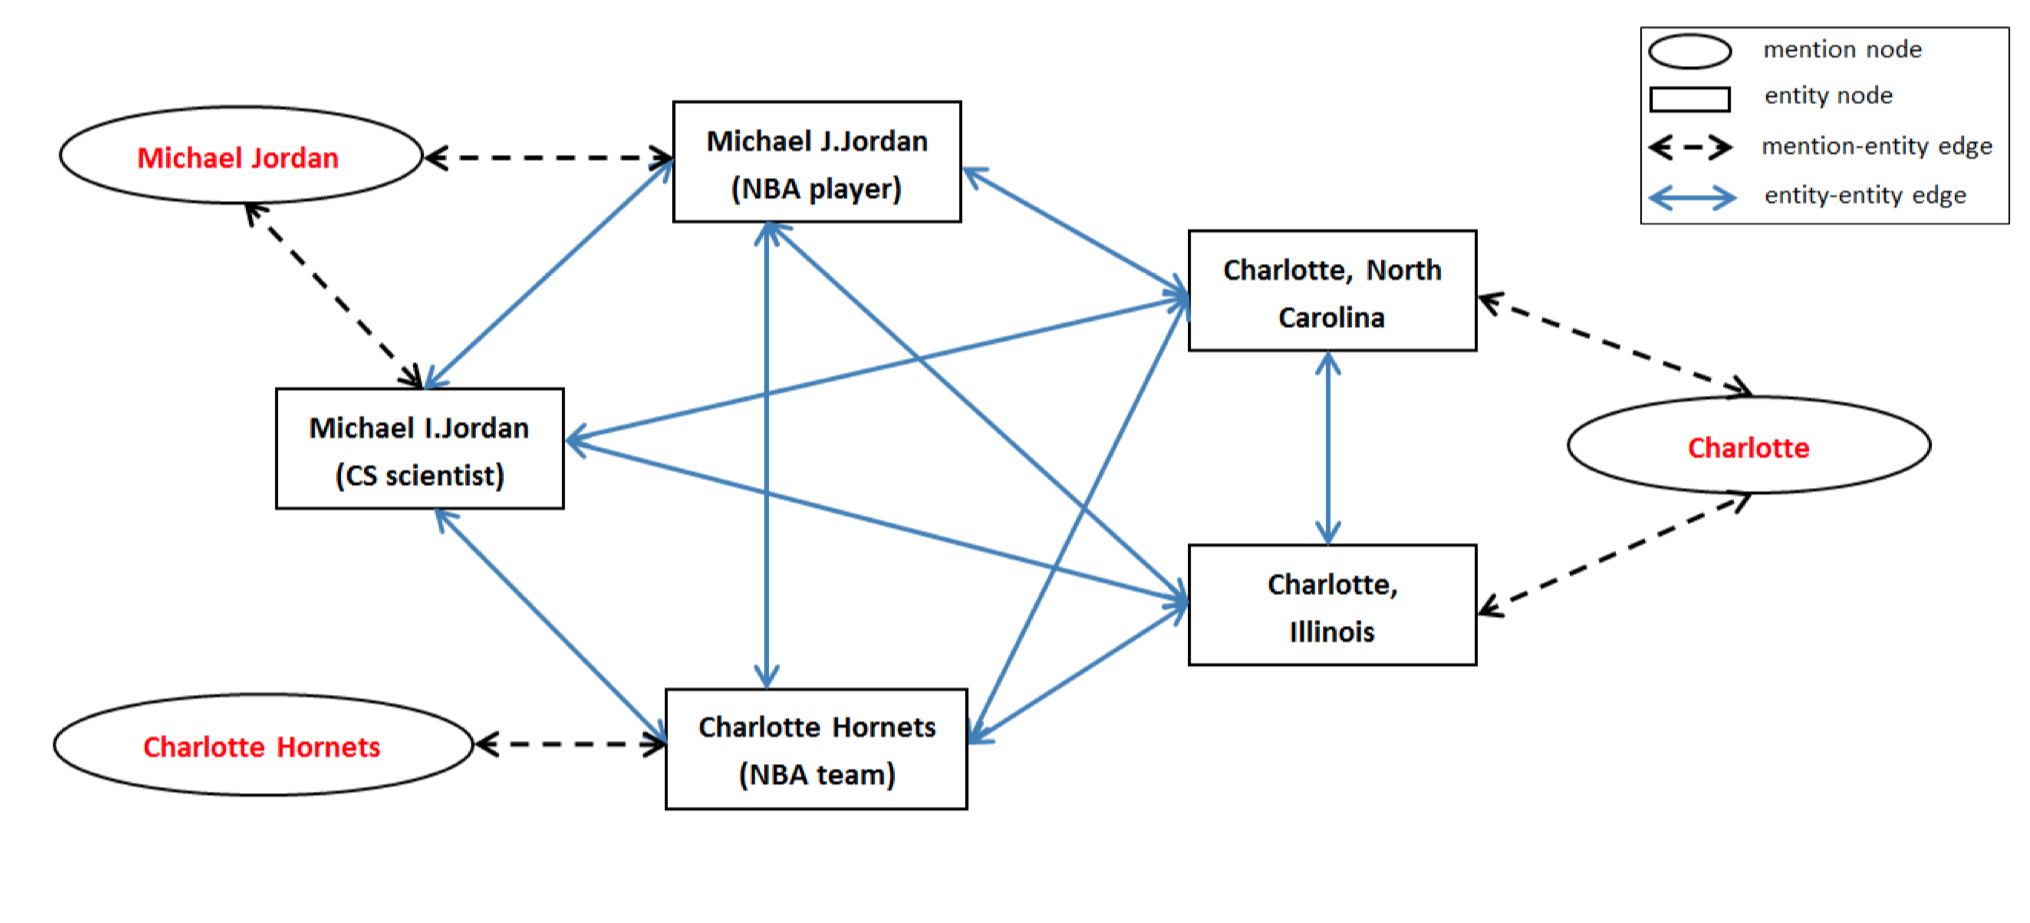 mention node
entity node
mention-entity edge
entity-entity edge
Michael Jordan
Michael J.Jordan
(NBA player)
Charlotte, North
Carolina
Michael I.Jordan
(CS scientist)
Charlotte
Charlotte,
Illinois
Charlotte Hornets
Charlotte Hornets
(NBA team)